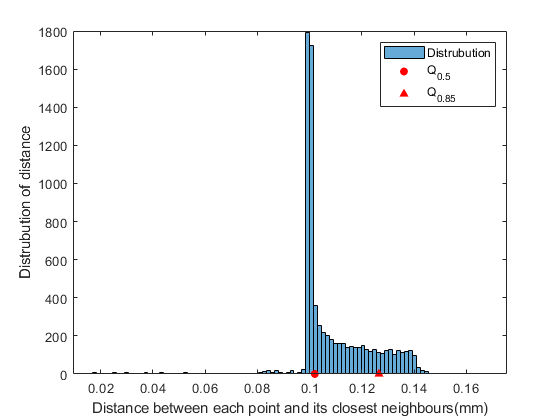 1800
1600
1400
1200
1000
800
600
400
200
0
0.02 0.04 0.06 0.08 0.1 0.12 0.14 0.16
Distrubution of distance
Distance between each point and its closest neighbours(mm)
Distrubution
Q0.5
Q0.85